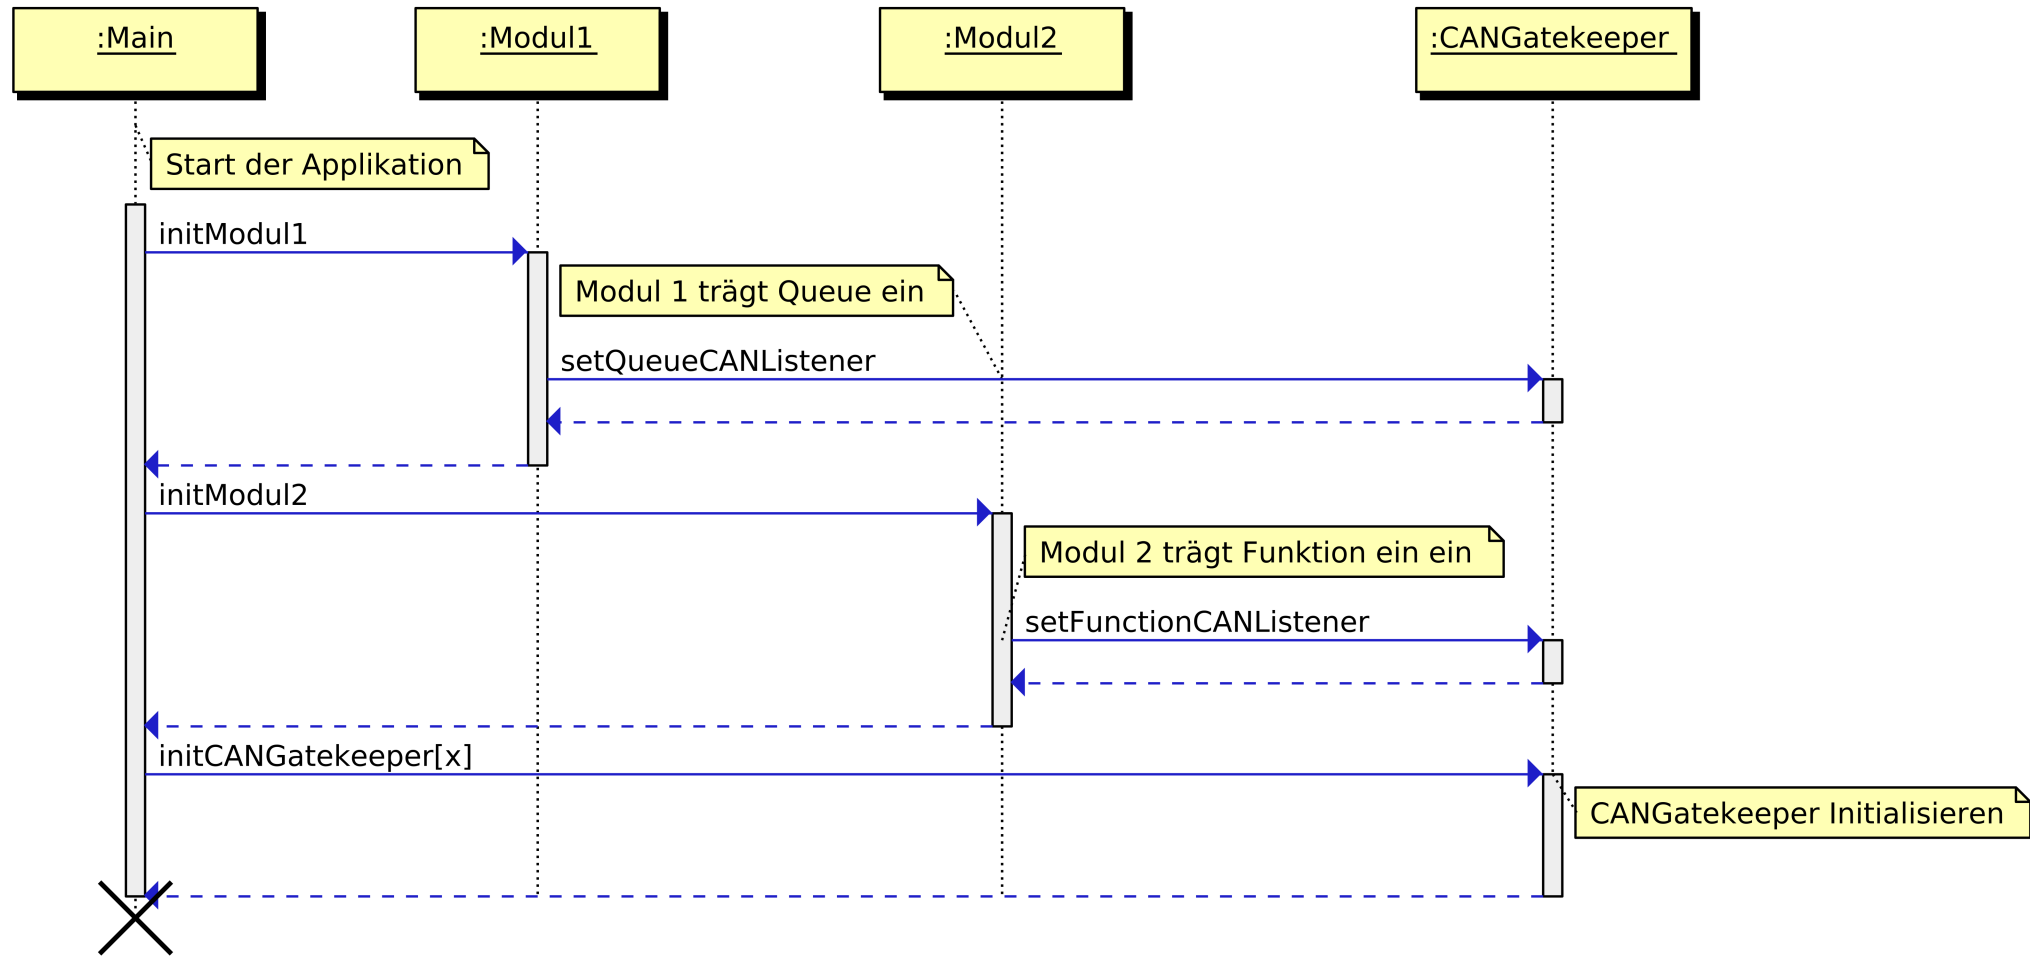 :Main
:Modul1
:Modul2
:CANGatekeeper
Start der Applikation
initModul1
Modul 1 trägt Queue ein
setQueueCANListener
initModul2
Modul 2 trägt Funktion ein ein
setFunctionCANListener
initCANGatekeeper[x]
CANGatekeeper Initialisieren